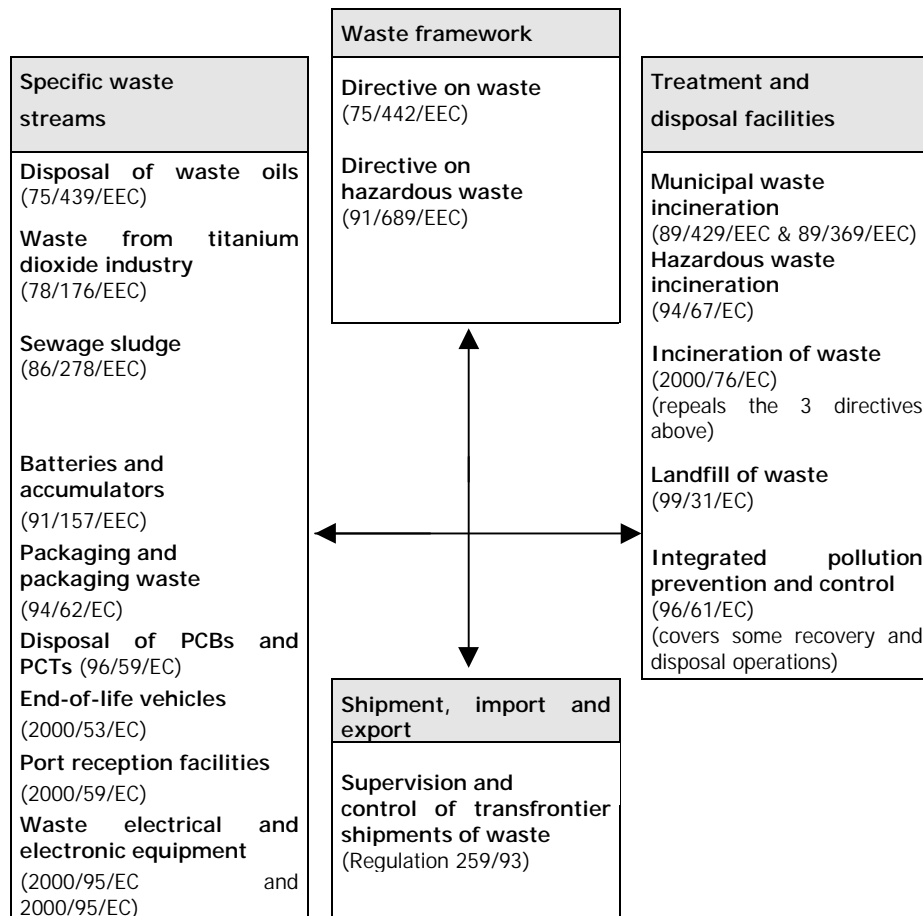 Waste framework
Directive on waste
(75/442/EEC)
Directive on
hazardous waste
(91/689/EEC)
Specific waste
streams
Disposal of waste oils
(75/439/EEC)
Waste from titanium
dioxide industry
(78/176/EEC)
Sewage sludge
(86/278/EEC)
Batteries and
accumulators
(91/157/EEC)
Packaging and
packaging waste
(94/62/EC)
Disposal of PCBs and
PCTs (96/59/EC)
End-of-life vehicles
(2000/53/EC)
Port reception facilities
(2000/59/EC)
Waste electrical and
electronic equipment
(2000/95/EC and
2000/95/EC)
Treatment and
disposal facilities
Municipal waste
incineration
(89/429/EEC & 89/369/EEC)
Hazardous waste
incineration
(94/67/EC)
Incineration of waste
(2000/76/EC)
(repeals the 3 directives
above)
Landfill of waste
(99/31/EC)
Integrated pollution
prevention and control
(96/61/EC)
(covers some recovery and
disposal operations)
Shipment, import and
export
Supervision and
control of transfrontier
shipments of waste
(Regulation 259/93)